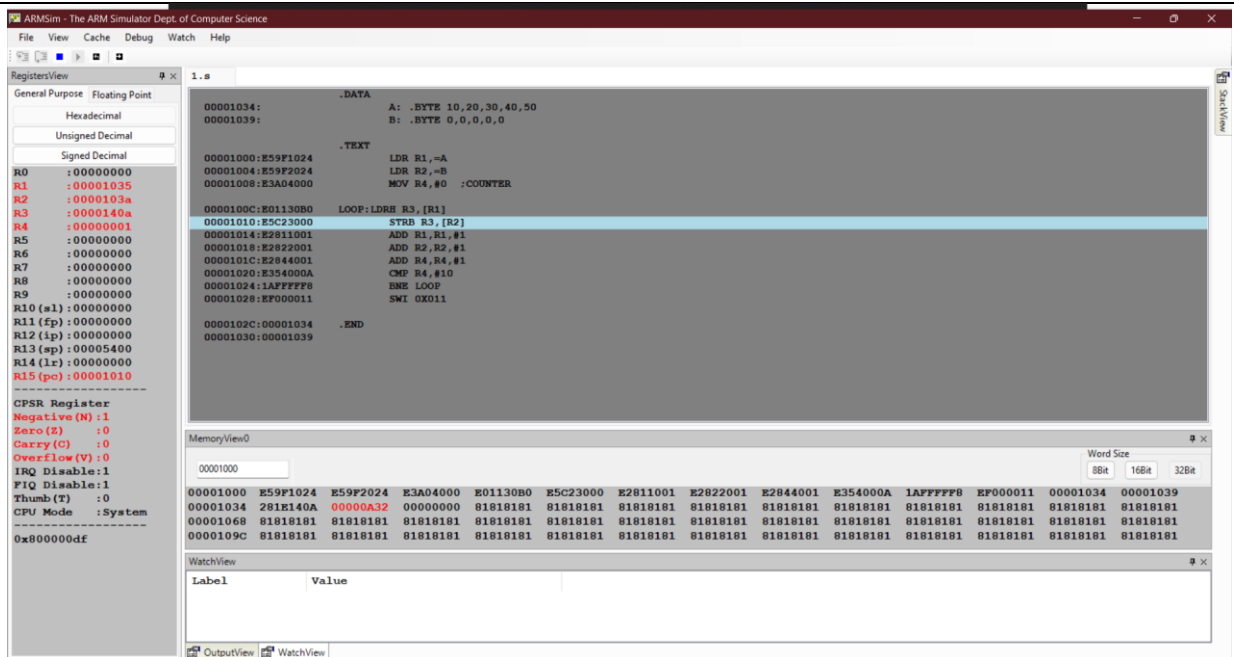 ARMSim - The ARM Simulator Dept. of Computer Science
File View Cache Debug Watch Help
RegistersView
General Purpose Floating Point
Hexadecimal
Unsigned Decimal
Signed Decimal
R0 :00000000
R1 :00001035
R2 :0000103a
R3 :0000140a
R4 :00000001
R5 :00000000
R6 :00000000
R7 :00000000
R8 :00000000
R9 :00000000
R10(sl):00000000
R11(fp):00000000
R12(ip):00000000
R13(sp):00005400
R14(lr):00000000
R15(pc):00001010
------------------
CPSR Register
Negative(N):1
Zero(Z) :0
Carry(C) :0
Overflow(V):0
IRQ Disable:1
FIQ Disable:1
Thumb(T) :0
CPU Mode :System
------------------
0x800000df
1.s
.DATA
00001034: A: .BYTE 10,20,30,40,50
00001039: B: .BYTE 0,0,0,0,0
.TEXT
00001000:E59F1024 LDR R1,=A
00001004:E59F2024 LDR R2,=B
00001008:E3A04000 MOV R4,#0 ;COUNTER
0000100C:E01130B0 LOOP:LDRH R3,[R1]
00001010:E5C23000 STRB R3,[R2]
00001014:E2811001 ADD R1,R1,#1
00001018:E2822001 ADD R2,R2,#1
0000101C:E2844001 ADD R4,R4,#1
00001020:E354000A CMP R4,#10
00001024:1AFFFFF8 BNE LOOP
00001028:EF000011 SWI 0X011
0000102C:00001034 .END
00001030:00001039
StackView
MemoryView0
00001000
Word Size
8Bit 16Bit 32Bit
00001000 E59F1024 E59F2024 E3A04000 E01130B0 E5C23000 E2811001 E2822001 E2844001 E354000A 1AFFFFF8 EF000011 00001034 00001039
00001034 281E140A 00000A32 00000000 81818181 81818181 81818181 81818181 81818181 81818181 81818181 81818181 81818181 81818181
00001068 81818181 81818181 81818181 81818181 81818181 81818181 81818181 81818181 81818181 81818181 81818181 81818181 81818181
0000109C 81818181 81818181 81818181 81818181 81818181 81818181 81818181 81818181 81818181 81818181 81818181 81818181 81818181
WatchView
Label Value
OutputView WatchView